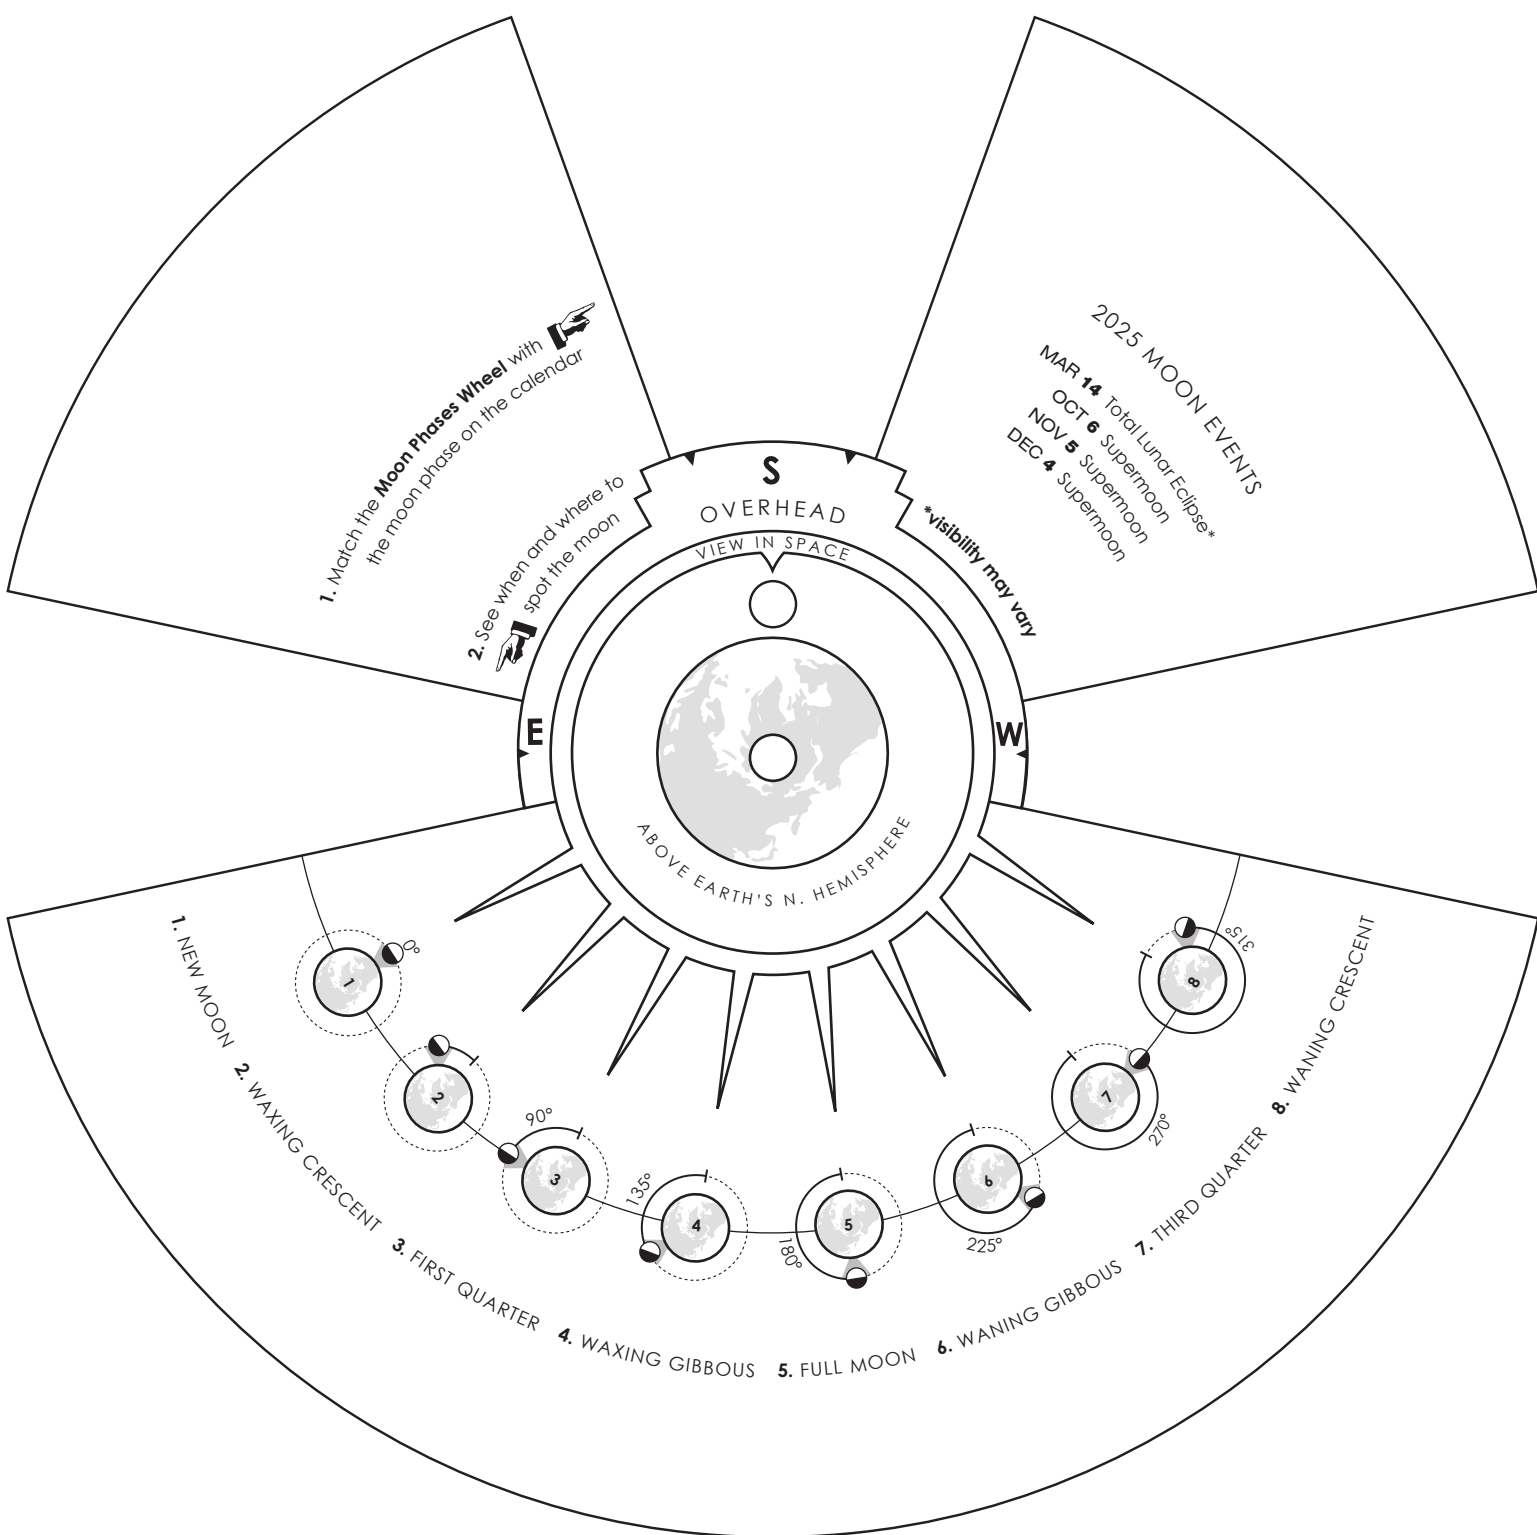 1. Match the Moon Phases Wheel with
the moon phase on the calendar
2. See when and where to
spot the moon
2025 MOON EVENTS
MAR 14 Total Lunar Eclipse*
OCT 6 Supermoon
NOV 5 Supermoon
DEC 4 Supermoon
*visibility may vary
S
OVERHEAD
VIEW IN SPACE
E
W
ABOVE EARTH'S N. HEMISPHERE
1
0°
2
3
90°
4
135°
5
180°
6
225°
7
270°
8
315°
1. NEW MOON 2. WAXING CRESCENT 3. FIRST QUARTER 4. WAXING GIBBOUS 5. FULL MOON 6. WANING GIBBOUS 7. THIRD QUARTER 8. WANING CRESCENT